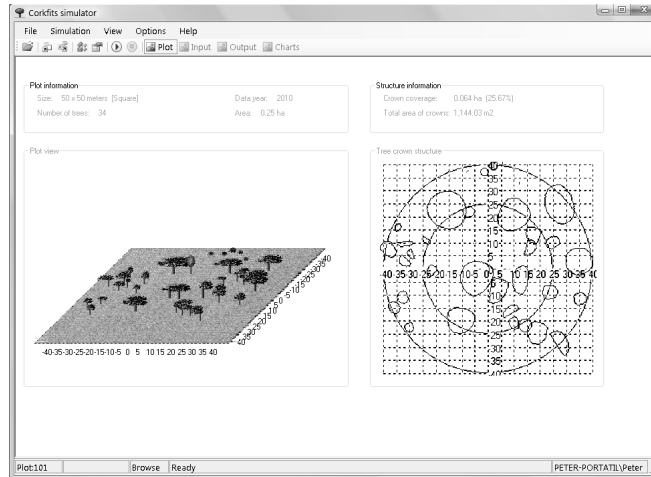 Corkfits simulator
File Simulation View Options Help
Plot Input Output Charts
Plot information
Size: 50 x 50 meters [Square] Data year: 2010
Number of trees: 34 Area: 0.25 ha
Structure information
Crown coverage: 0.064 ha (25.67%)
Total area of crowns: 1,144.03 m2
Plot view
-40-35-30-25-20-15-10-5 0 5 10 15 20 25 30 35 40
Tree crown structure
Plot:101 Browse Ready PETER-PORTATIL\Peter